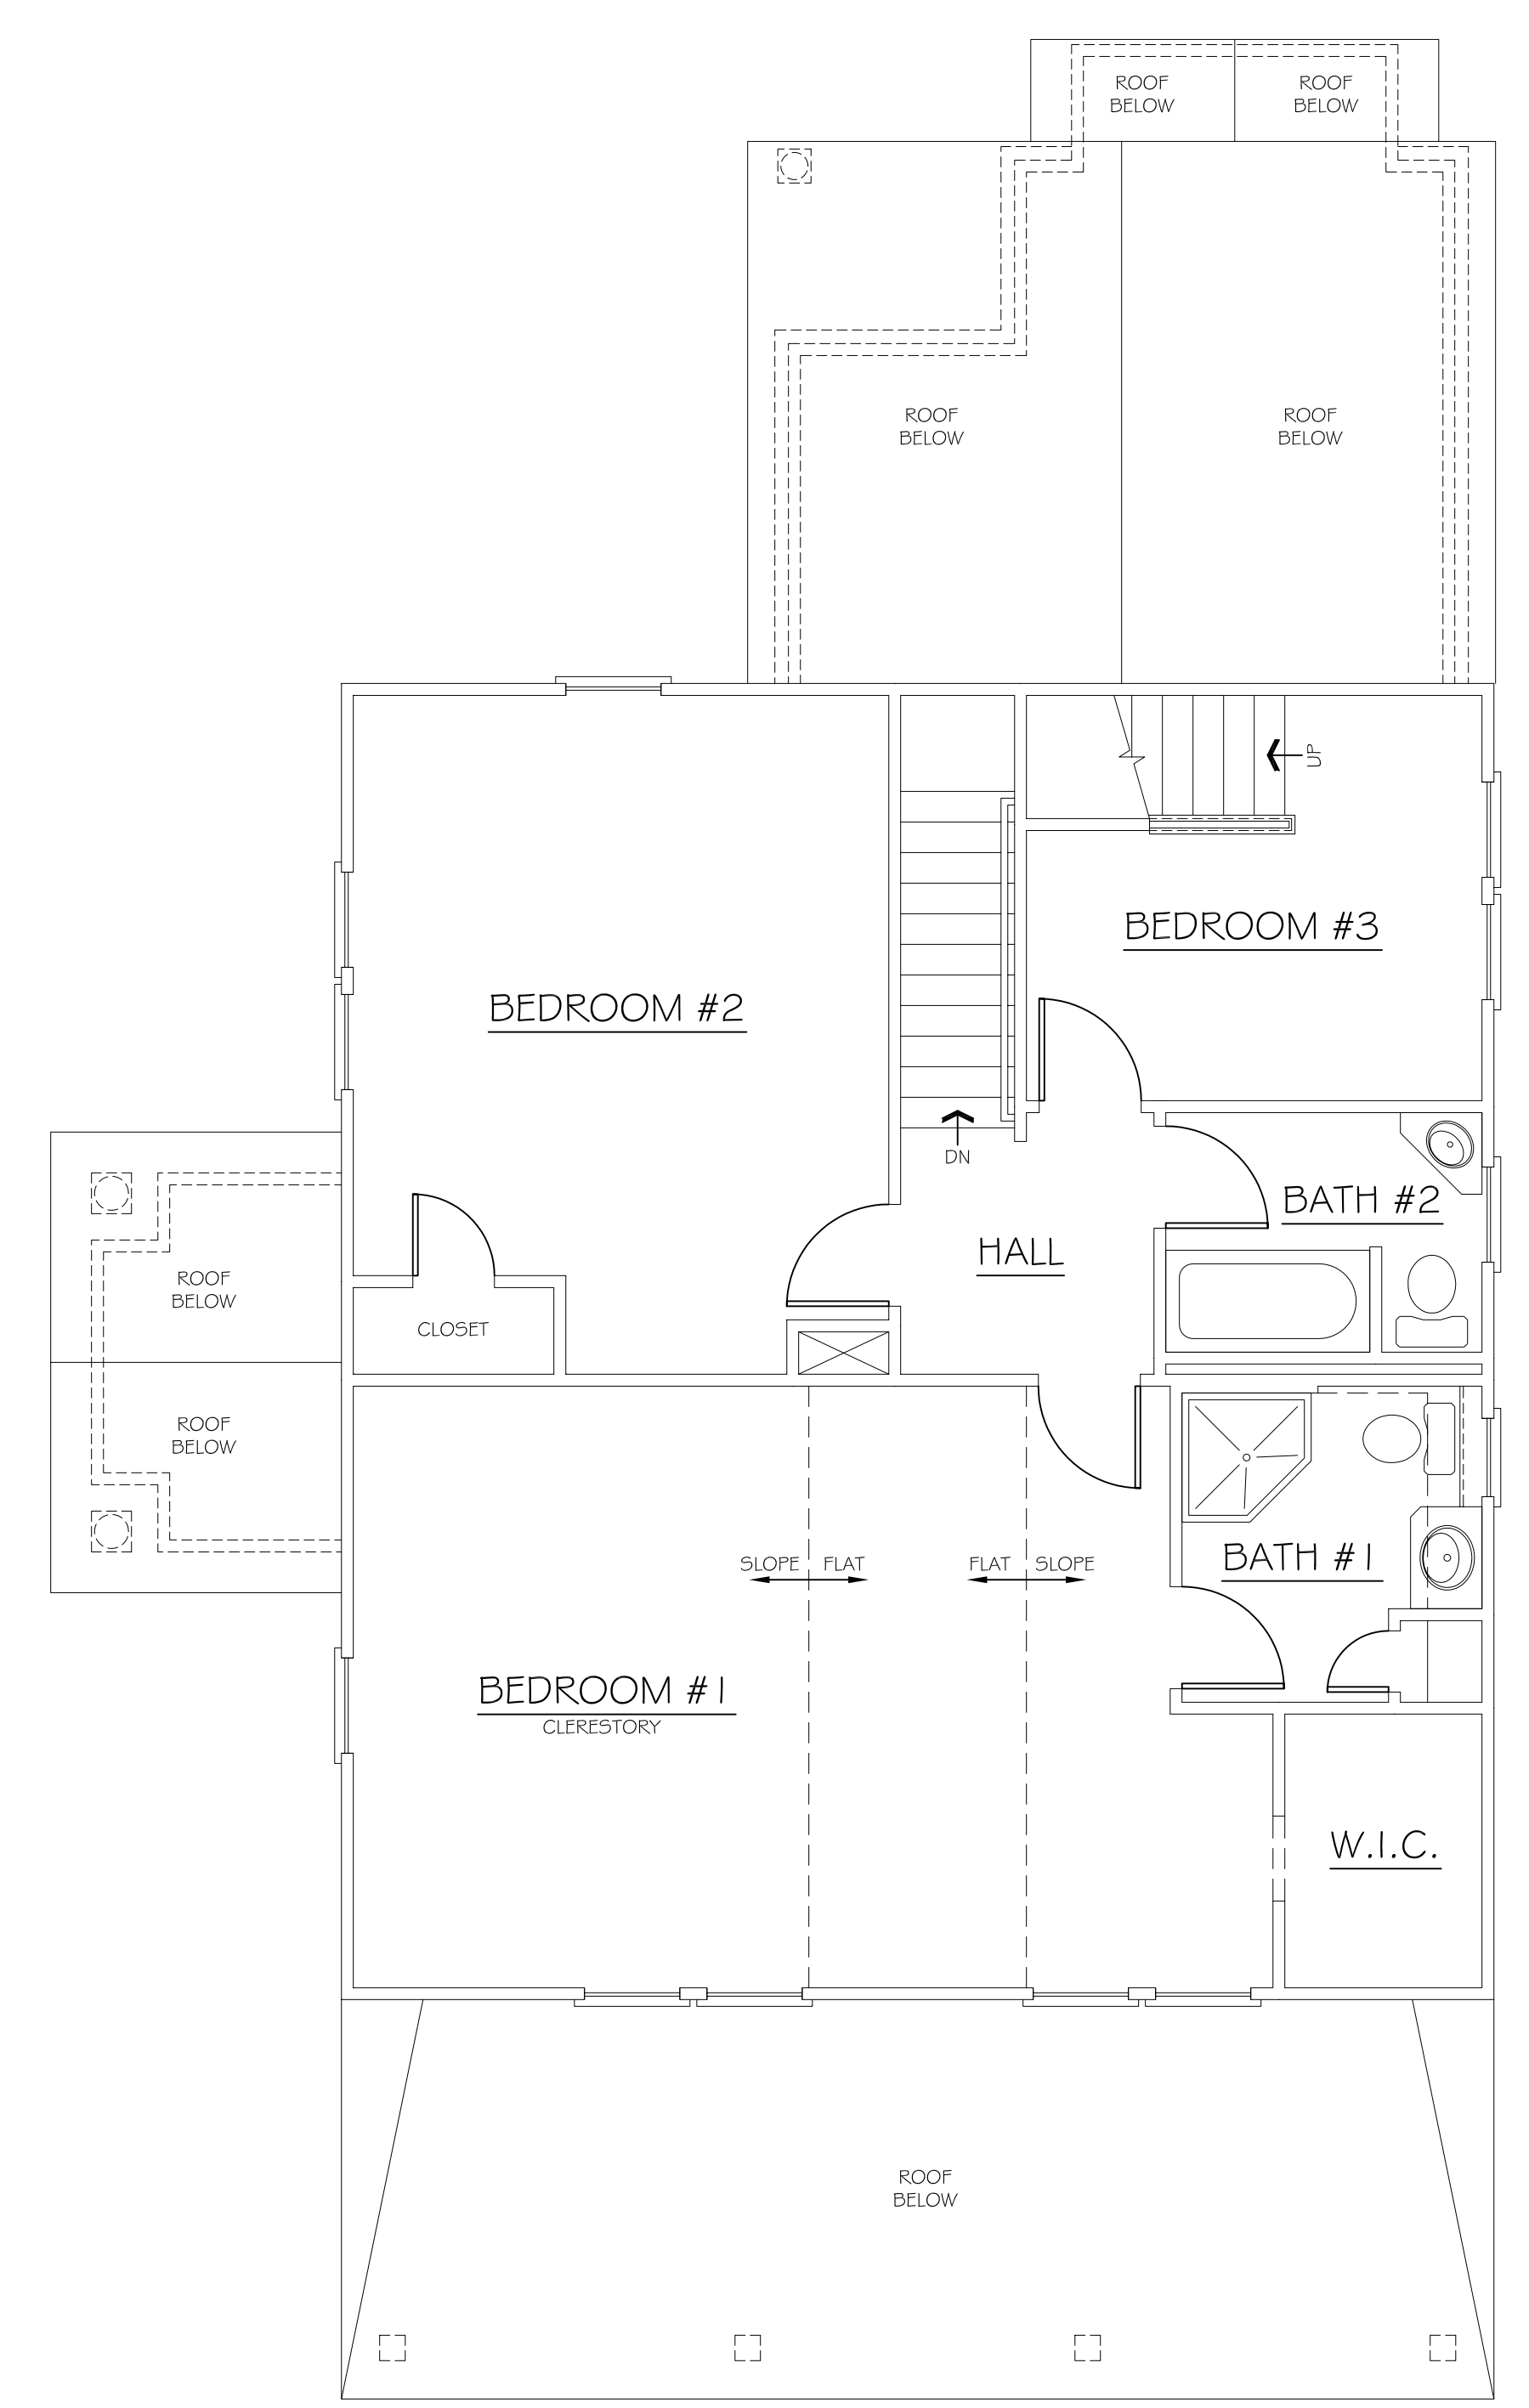 ROOF
BELOW
ROOF
BELOW
ROOF
BELOW
ROOF
BELOW
UP
BEDROOM #3
BEDROOM #2
DN
BATH #2
HALL
ROOF
BELOW
CLOSET
ROOF
BELOW
SLOPE FLAT
FLAT SLOPE
BATH #1
BEDROOM #1
CLERESTORY
W.I.C.
ROOF
BELOW